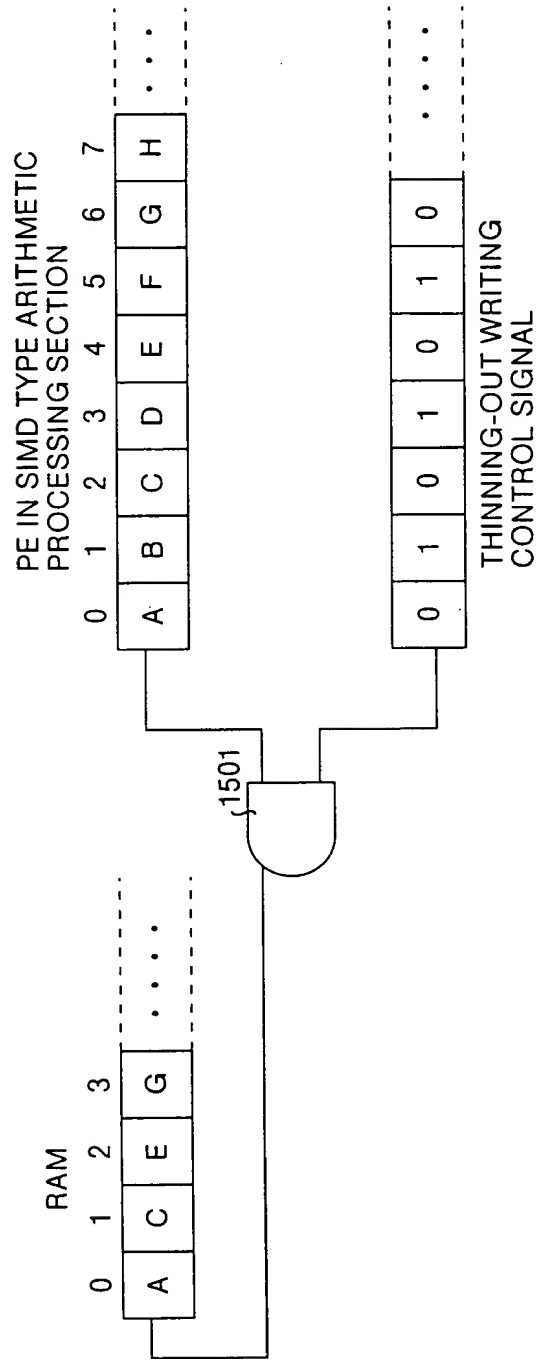 RAM
0 1 2 3
A C E G ....
1501
PE IN SIMD TYPE ARITHMETIC
PROCESSING SECTION
0 1 2 3 4 5 6 7
A B C D E F G H ...
0 1 0 1 0 1 0 ....
THINNING-OUT WRITING
CONTROL SIGNAL